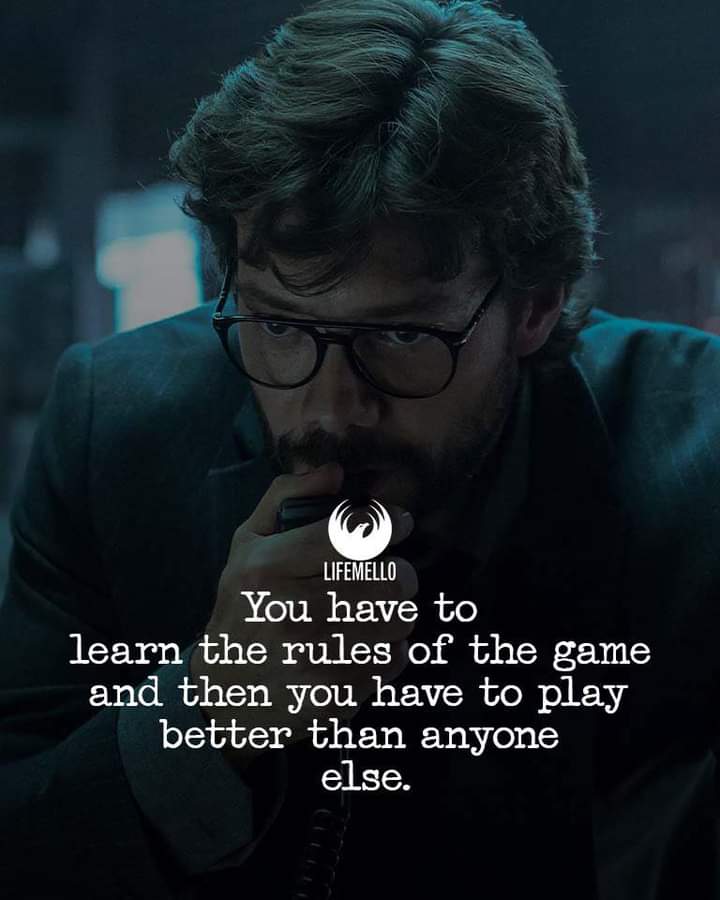 LIFEMELLO
You have to
learn the rules of the game
and then you have to play
better than anyone
else.